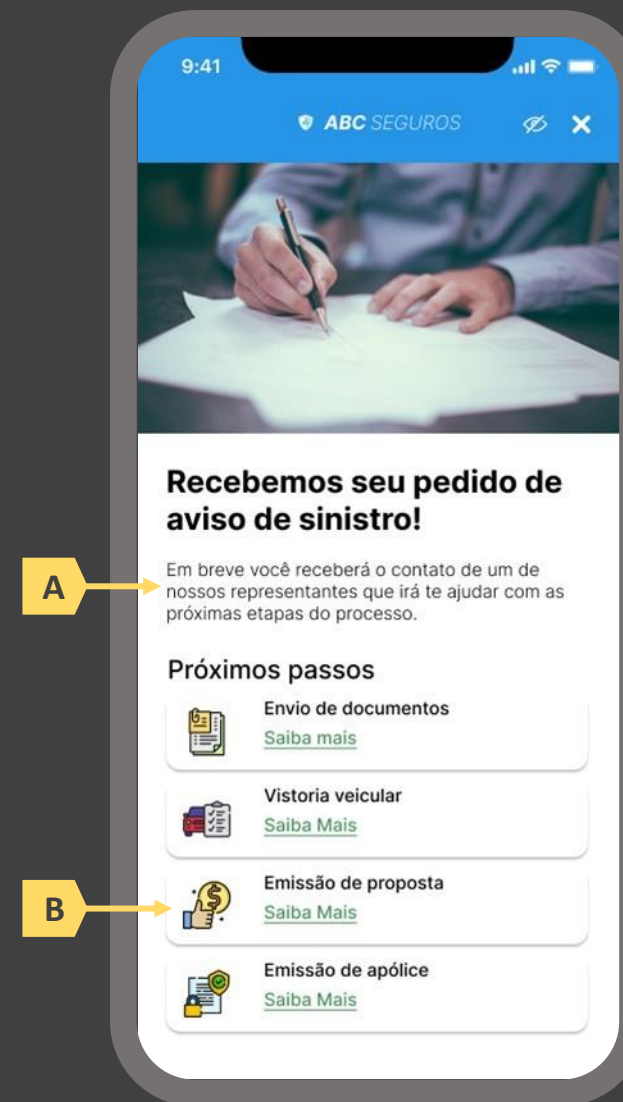 9:41
ABC SEGUROS
Recebemos seu pedido de
aviso de sinistro!
A
Em breve você receberá o contato de um de
nossos representantes que irá te ajudar com as
próximas etapas do processo.
Próximos passos
Envio de documentos
Saiba mais
Vistoria veicular
Saiba Mais
B
Emissão de proposta
Saiba Mais
Emissão de apólice
Saiba Mais